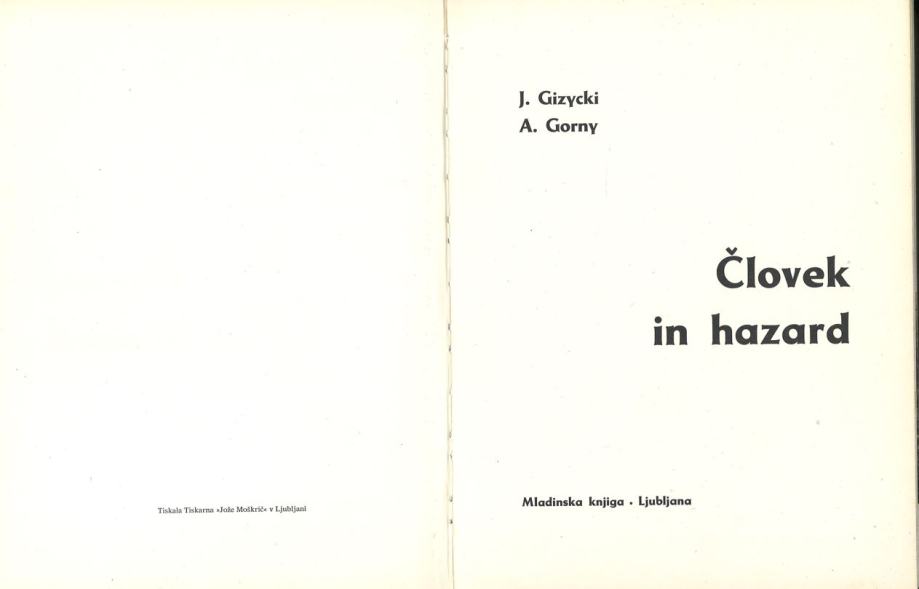 Tiskala Tiskarna »Jože Moškrič« v Ljubljani
J. Gizycki
A. Gorny
Človek
in hazard
Mladinska knjiga • Ljubljana